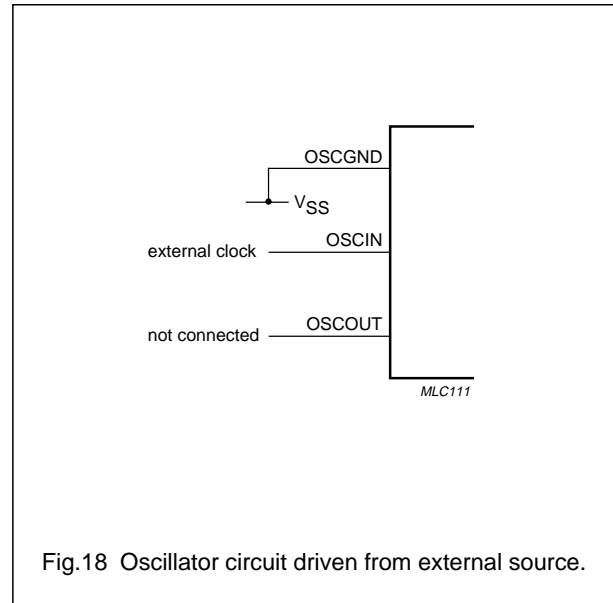 OSCGND
VSS
external clock OSCIN
not connected OSCOUT
MLC111
Fig.18 Oscillator circuit driven from external source.